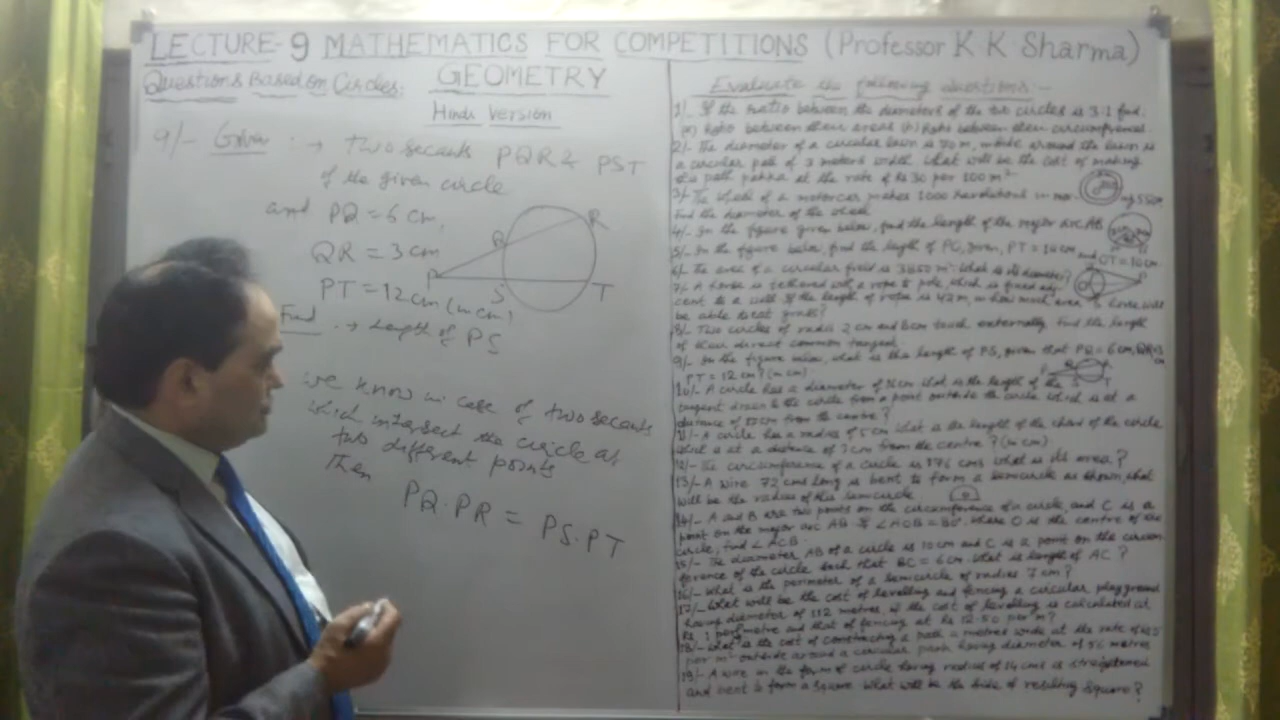 LECTURE-9 MATHEMATICS FOR COMPETITIONS (Professor K K Sharma)
Questions Based on Circles: GEOMETRY
Hindi Version
9/- Given : → Two secants PQR & PST
of the given circle
and PQ = 6 cm,
QR = 3 cm
PT = 12 cm (in cm)
Find : → Length of PS
P Q R S T
we know in case of two secants
which intersect the circle at
two different points
Then
PQ.PR = PS.PT
Evaluate the following questions:-
1/- If the ratio between the diameters of the two circles is 3:1 find
(a) Ratio between their areas (b) Ratio between their circumferences.
2/- The diameter of a circular lawn is 70 m, inside around the lawn is
a circular path of 3 meters width. What will be the cost of making
this path pakka at the rate of Rs 30 per 100 m²
3/- The wheel of a motorcar makes 1000 revolutions in
Find the diameter of the wheel
4/- In the figure given below, find the length of the major arc AB
5/- In the figure below, find the length of PO, given, PT = cm and OT = 10 cm
6/- The area of a circular field is 3850 m² What is its diameter?
7/- A horse is tethered with a rope to pole, which is fixed adj-
cent to a wall If the length of rope is 42 m, in how much area horse will
be able to eat grass?
8/- Two circles of radii 2 cm and 8 cm touch externally. Find the length
of their direct common tangent.
9/- In the figure below, what is the length of PS, given that PQ = 6 cm, QR = 3 cm
PT = 12 cm? (in cm)
10/- A circle has a diameter of cm what is the length of the
tangent drawn to the circle from a point outside the circle which is at a
distance of cm from the centre?
11/- A circle has a radius of 5 cm What is the length of the chord of the circle
which is at a distance of 3 cm from the centre? (in cm)
12/- The circumference of a circle is 176 cms What is its area?
13/- A wire 72 cms long is bent to form a semicircle as shown, what
will be the radius of this semicircle
14/- A and B are two points on the circumference of a circle, and C is a
point on the major arc AB If ∠AOB = 80°. Where O is the centre of the
circle, find ∠ACB
15/- The diameter AB of a circle is 10 cm and C is a point on the circum
ference of the circle such that BC = 6 cm. What is length of AC?
16/- What is the perimeter of a semicircle of radius 7 cm?
17/- What will be the cost of levelling and fencing a circular playground
having diameter of 112 metres, if the cost of levelling is calculated at
Rs. 1 per metre and that of fencing at Rs 12.50 per m?
18/- What is the cost of constructing a path metres wide at the rate of Rs
per m² outside around a circular park having diameter of 56 metres
19/- A wire in the form of circle having radius of 14 cms is straightened
and bent to form a square What will be the side of resulting square?